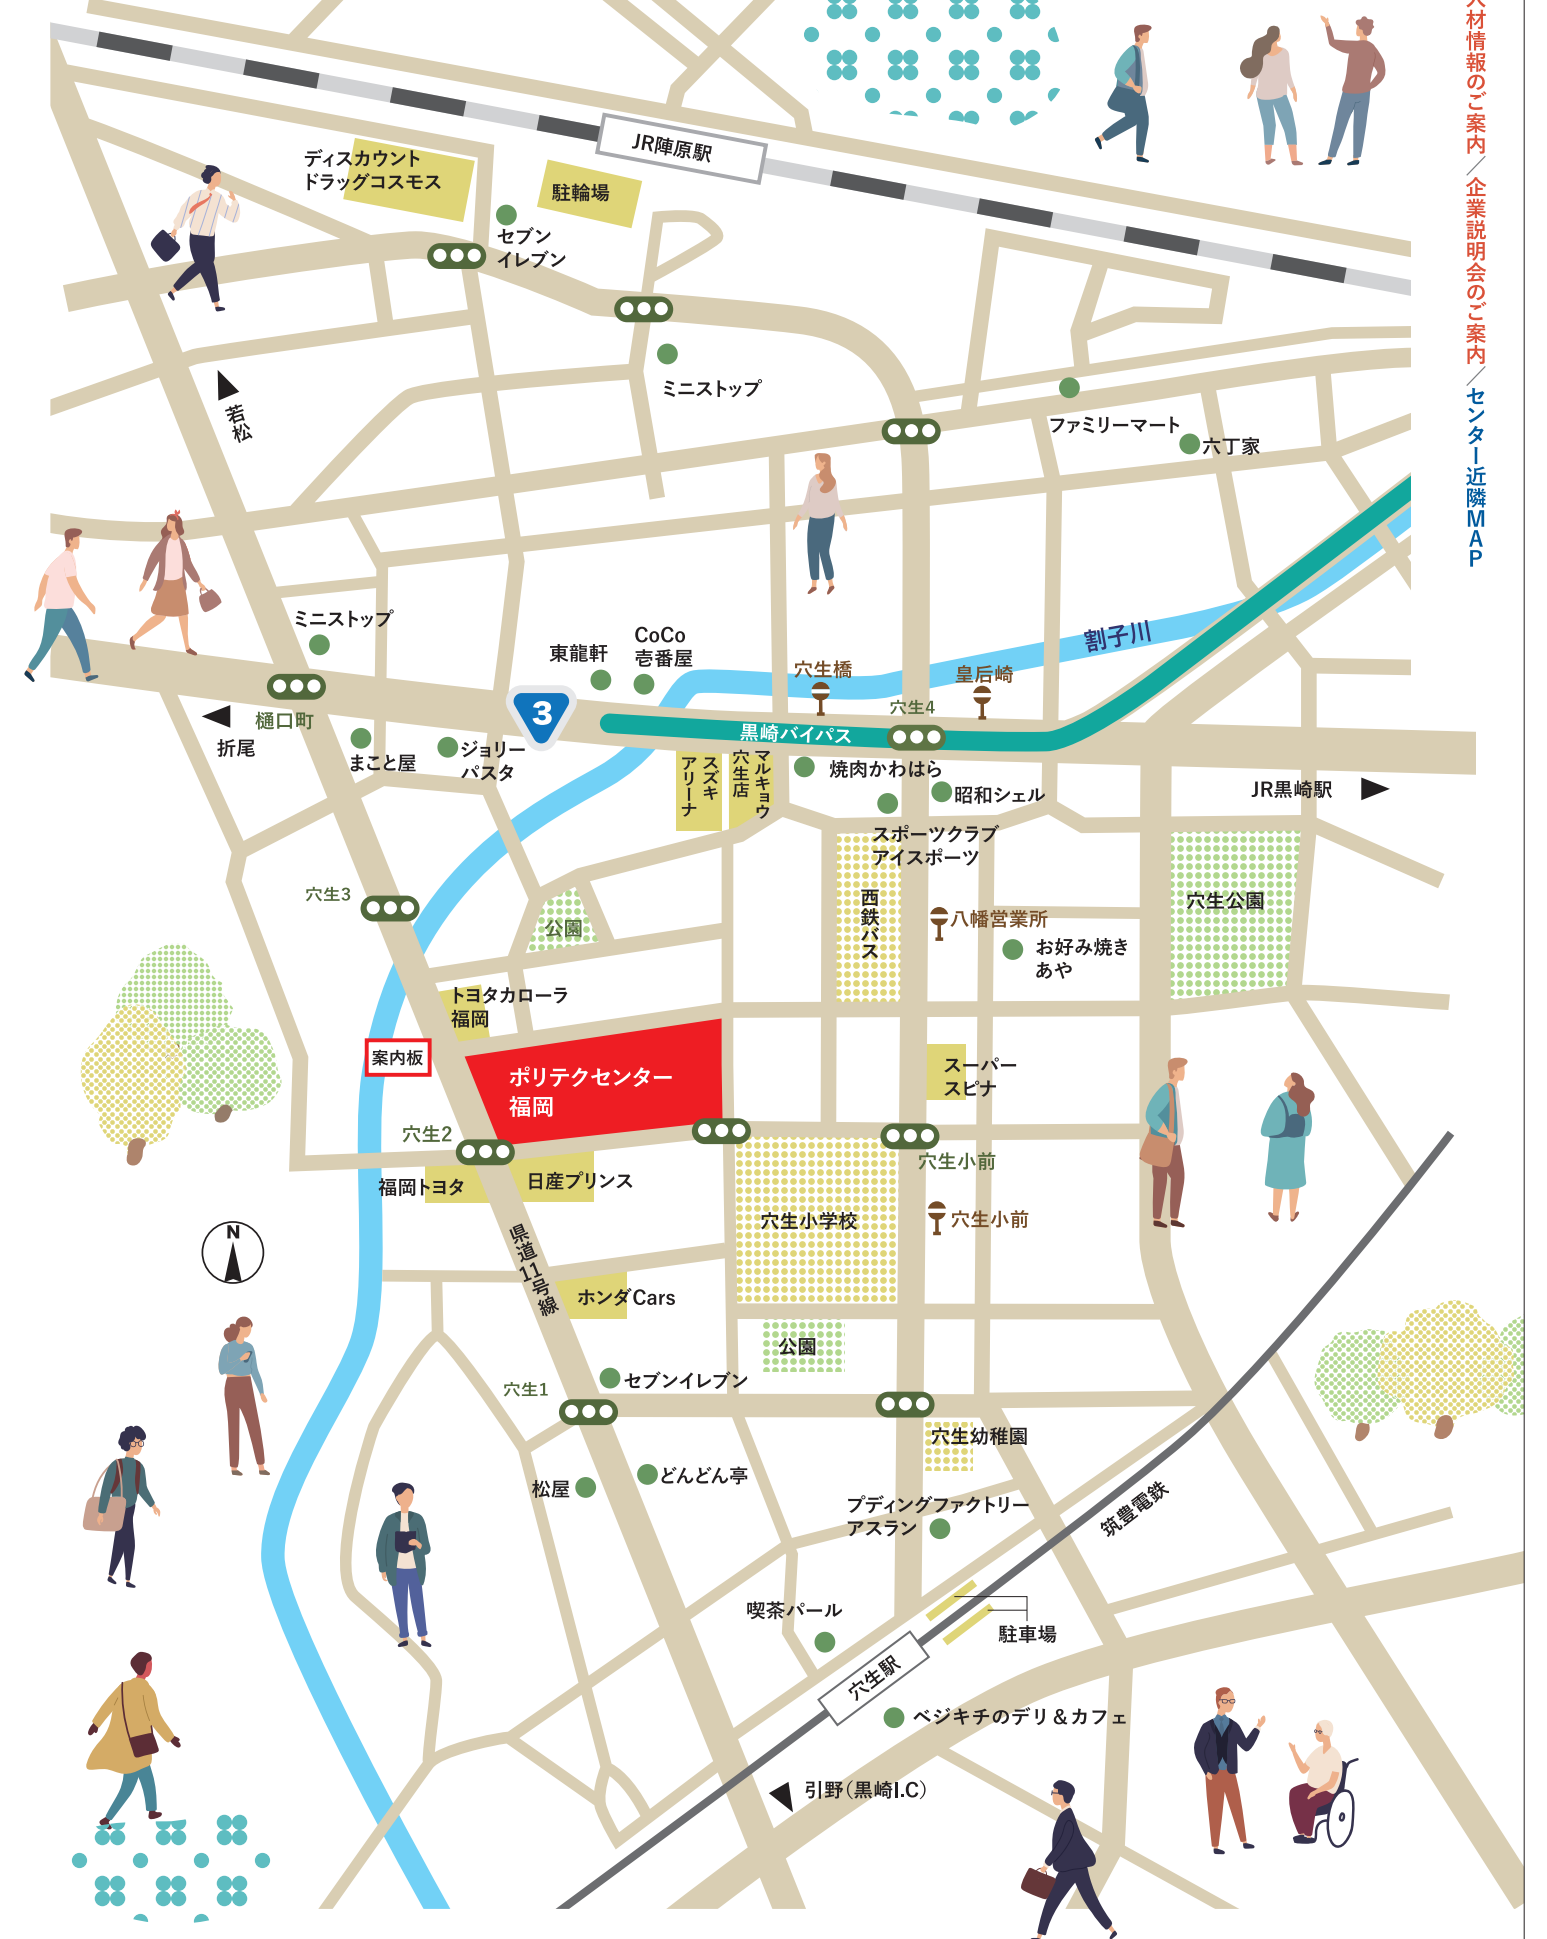 人材情報のご案内／企業説明会のご案内／センター近隣MAP
JR陣原駅
ディスカウント
ドラッグコスモス
駐輪場
セブン
イレブン
ミニストップ
若松
ファミリーマート
六丁家
割子川
ミニストップ
東龍軒
CoCo
壱番屋
穴生橋
皇后崎
穴生4
樋口町
折尾
3
黒崎バイパス
まこと屋
ジョリー
パスタ
スズキ
アリーナ
マルキョウ
穴生店
焼肉かわはら
昭和シェル
JR黒崎駅
スポーツクラブ
アイスポーツ
穴生3
公園
西鉄バス
八幡営業所
穴生公園
お好み焼き
あや
トヨタカローラ
福岡
案内板
ポリテクセンター
福岡
スーパー
スピナ
穴生2
穴生小前
福岡トヨタ
日産プリンス
穴生小学校
穴生小前
N
県道11号線
ホンダCars
公園
セブンイレブン
穴生1
穴生幼稚園
松屋
どんどん亭
プディングファクトリー
アスラン
筑豊電鉄
喫茶パール
駐車場
穴生駅
ベジキチのデリ＆カフェ
引野(黒崎I.C)